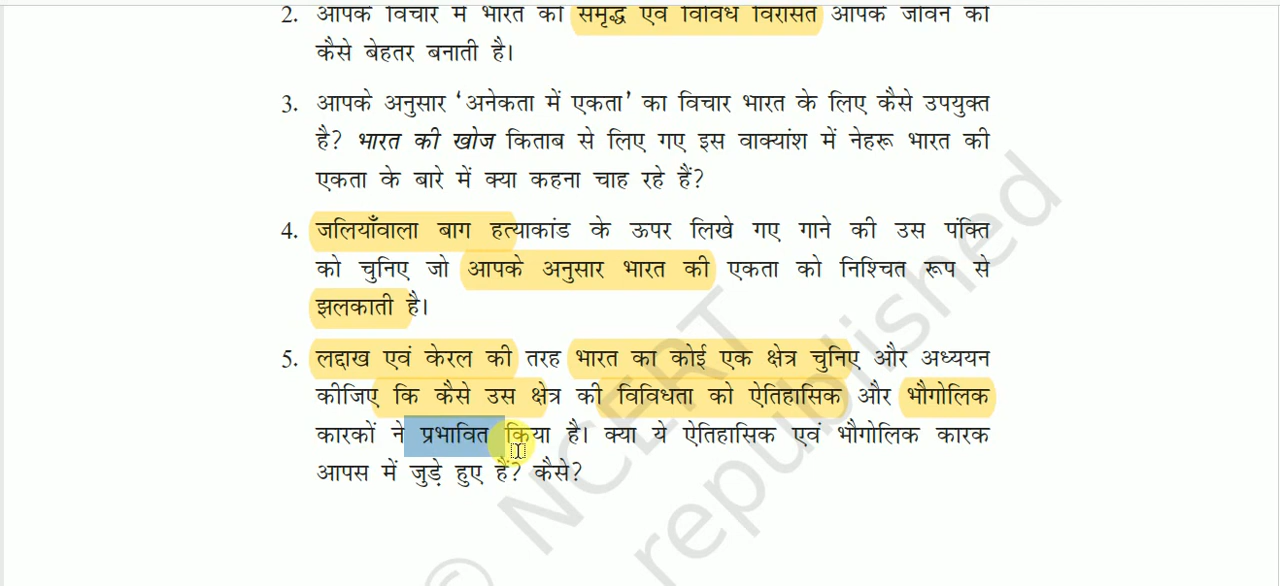 2. आपके विचार में भारत की समृद्ध एवं विविध विरासत आपके जीवन को
कैसे बेहतर बनाती है।
3. आपके अनुसार ‘अनेकता में एकता’ का विचार भारत के लिए कैसे उपयुक्त
है? भारत की खोज किताब से लिए गए इस वाक्यांश में नेहरू भारत की
एकता के बारे में क्या कहना चाह रहे हैं?
4. जलियाँवाला बाग हत्याकांड के ऊपर लिखे गए गाने की उस पंक्ति
को चुनिए जो आपके अनुसार भारत की एकता को निश्चित रूप से
झलकाती है।
5. लद्दाख एवं केरल की तरह भारत का कोई एक क्षेत्र चुनिए और अध्ययन
कीजिए कि कैसे उस क्षेत्र की विविधता को ऐतिहासिक और भौगोलिक
कारकों ने प्रभावित किया है। क्या ये ऐतिहासिक एवं भौगोलिक कारक
आपस में जुड़े हुए हैं? कैसे?
© NCERT
republished